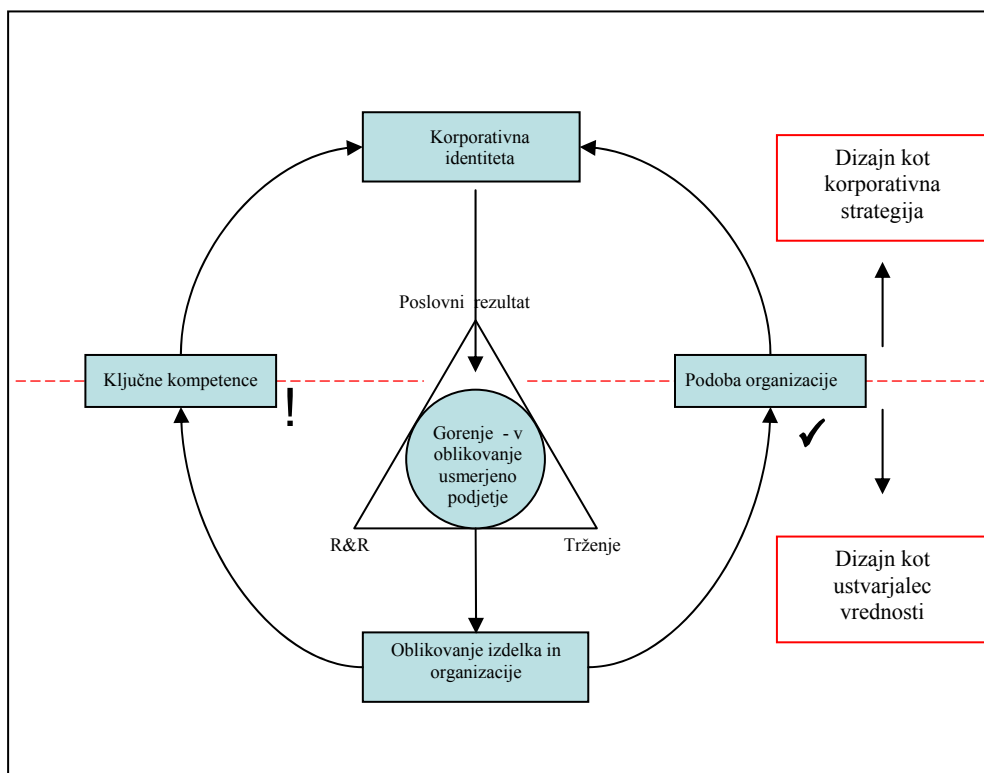 Korporativna
identiteta
Dizajn kot
korporativna
strategija
Poslovni rezultat
Ključne kompetence
!
Podoba organizacije
✓
Gorenje - v
oblikovanje
usmerjeno
podjetje
R&R
Trženje
Dizajn kot
ustvarjalec
vrednosti
Oblikovanje izdelka in
organizacije